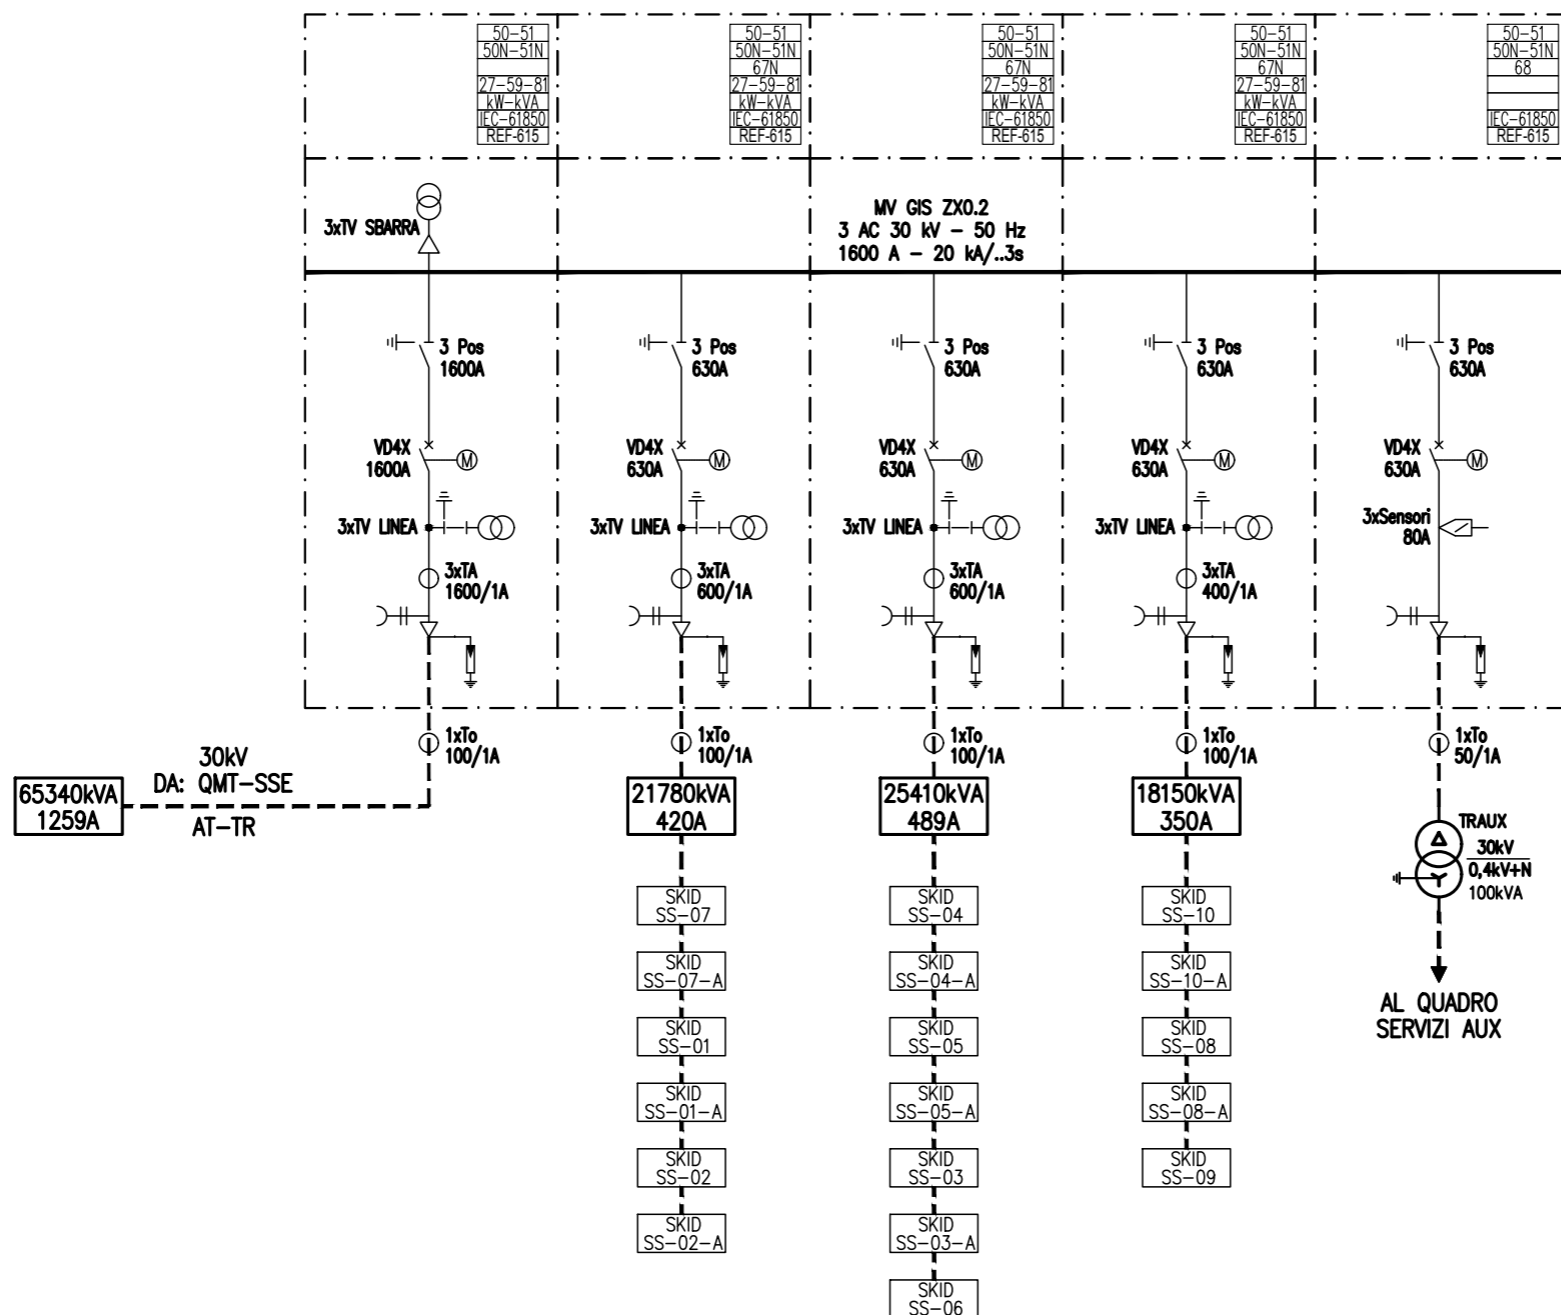 50-51
50N-51N
27-59-81
kW-kVA
IEC-61850
REF-615
50-51
50N-51N
67N
27-59-81
kW-kVA
IEC-61850
REF-615
50-51
50N-51N
67N
27-59-81
kW-kVA
IEC-61850
REF-615
50-51
50N-51N
67N
27-59-81
kW-kVA
IEC-61850
REF-615
50-51
50N-51N
68
IEC-61850
REF-615
3xTV SBARRA
MV GIS ZX0.2
3 AC 30 kV - 50 Hz
1600 A - 20 kA/..3s
3 Pos
1600A
VD4X
1600A
M
3xTV LINEA
3xTA
1600/1A
1xTo
100/1A
30kV
DA: QMT-SSE
AT-TR
65340kVA
1259A
3 Pos
630A
VD4X
630A
M
3xTV LINEA
3xTA
600/1A
1xTo
100/1A
21780kVA
420A
SKID
SS-07
SKID
SS-07-A
SKID
SS-01
SKID
SS-01-A
SKID
SS-02
SKID
SS-02-A
3 Pos
630A
VD4X
630A
M
3xTV LINEA
3xTA
600/1A
1xTo
100/1A
25410kVA
489A
SKID
SS-04
SKID
SS-04-A
SKID
SS-05
SKID
SS-05-A
SKID
SS-03
SKID
SS-03-A
SKID
SS-06
3 Pos
630A
VD4X
630A
M
3xTV LINEA
3xTA
400/1A
1xTo
100/1A
18150kVA
350A
SKID
SS-10
SKID
SS-10-A
SKID
SS-08
SKID
SS-08-A
SKID
SS-09
3 Pos
630A
VD4X
630A
M
3xSensori
80A
1xTo
50/1A
TRAUX
30kV
0,4kV+N
100kVA
AL QUADRO
SERVIZI AUX